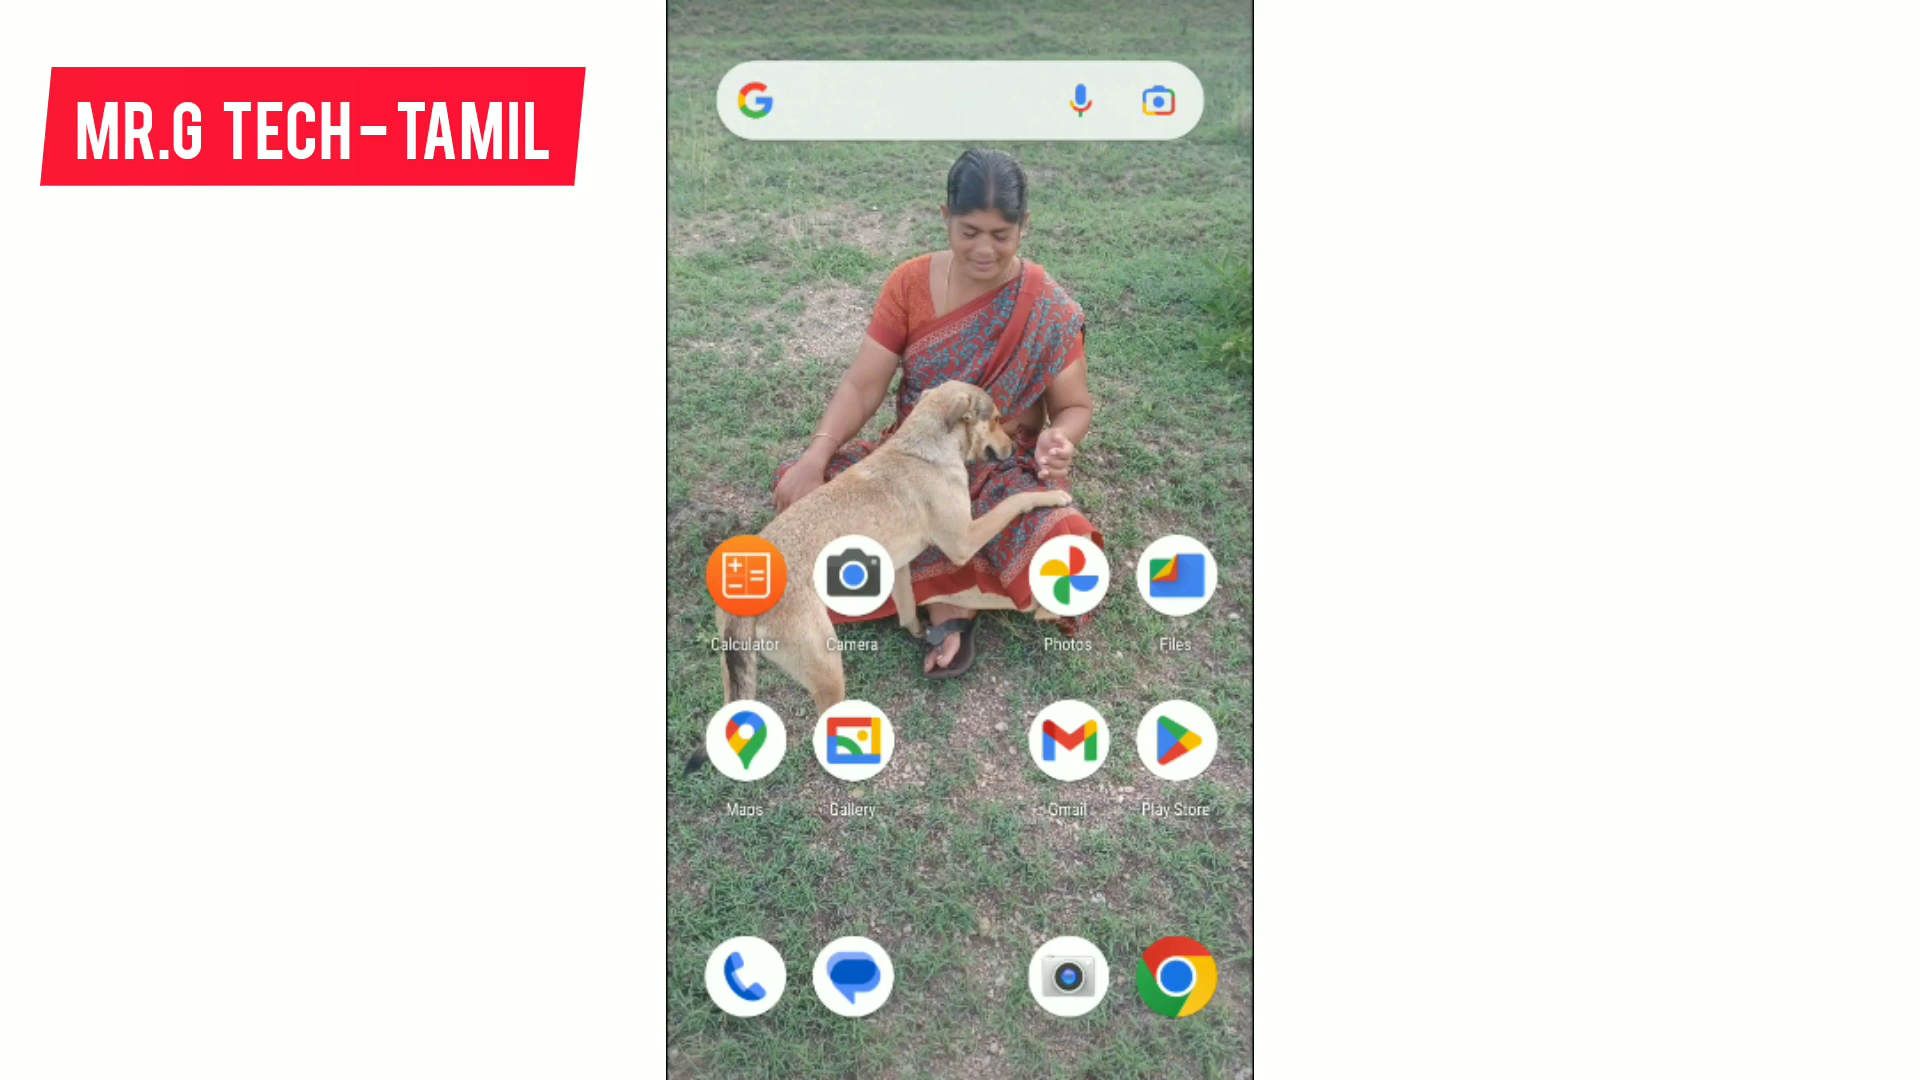 MR.G TECH-TAMIL
Calculator
Camera
Photos
Files
Maps
Gallery
Gmail
Play Store